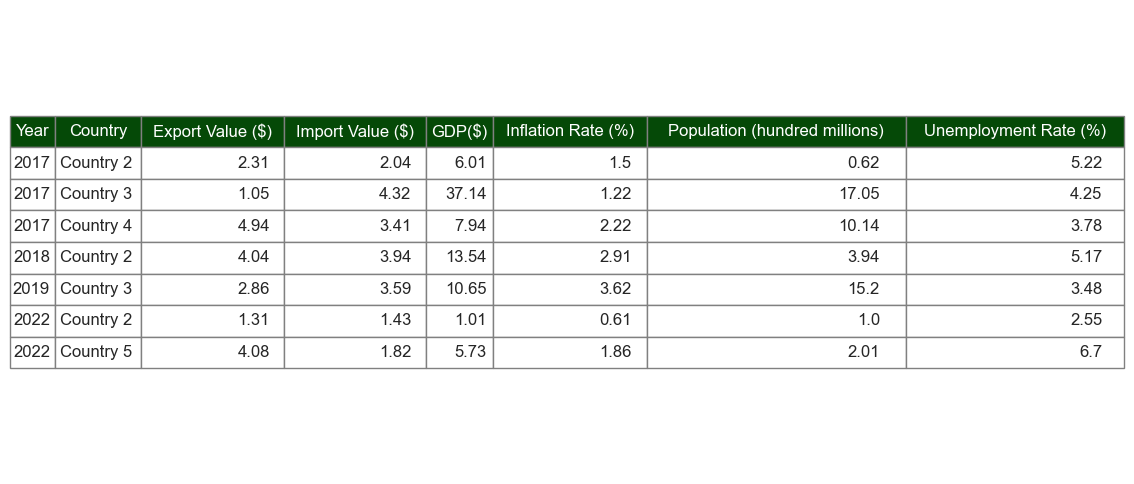 Year Country Export Value ($) Import Value ($) GDP($) Inflation Rate (%) Population (hundred millions) Unemployment Rate (%)
2017 Country 2 2.31 2.04 6.01 1.5 0.62 5.22
2017 Country 3 1.05 4.32 37.14 1.22 17.05 4.25
2017 Country 4 4.94 3.41 7.94 2.22 10.14 3.78
2018 Country 2 4.04 3.94 13.54 2.91 3.94 5.17
2019 Country 3 2.86 3.59 10.65 3.62 15.2 3.48
2022 Country 2 1.31 1.43 1.01 0.61 1.0 2.55
2022 Country 5 4.08 1.82 5.73 1.86 2.01 6.7